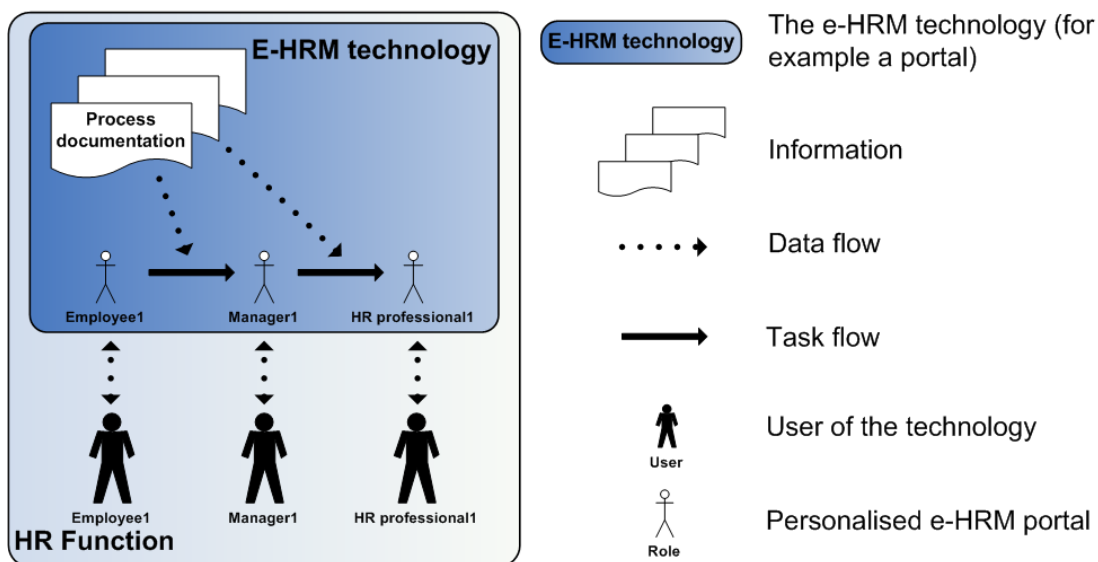 E-HRM technology
Process
documentation
Employee1
Manager1
HR professional1
Employee1
Manager1
HR professional1
HR Function
E-HRM technology
The e-HRM technology (for
example a portal)
Information
Data flow
Task flow
User
User of the technology
Role
Personalised e-HRM portal